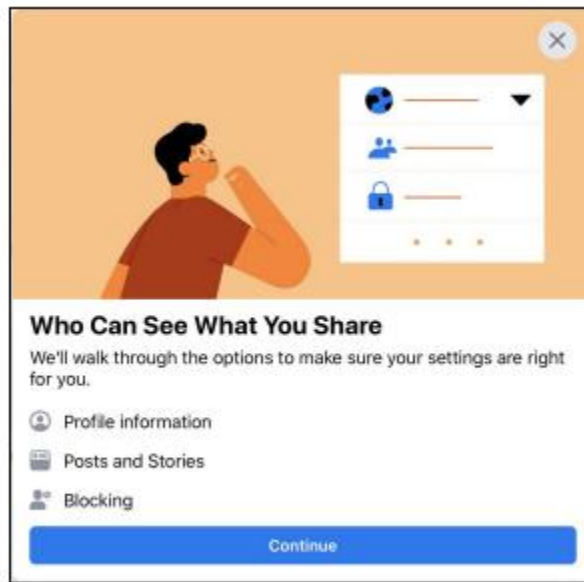 Who Can See What You Share
We'll walk through the options to make sure your settings are right
for you.
Profile information
Posts and Stories
Blocking
Continue